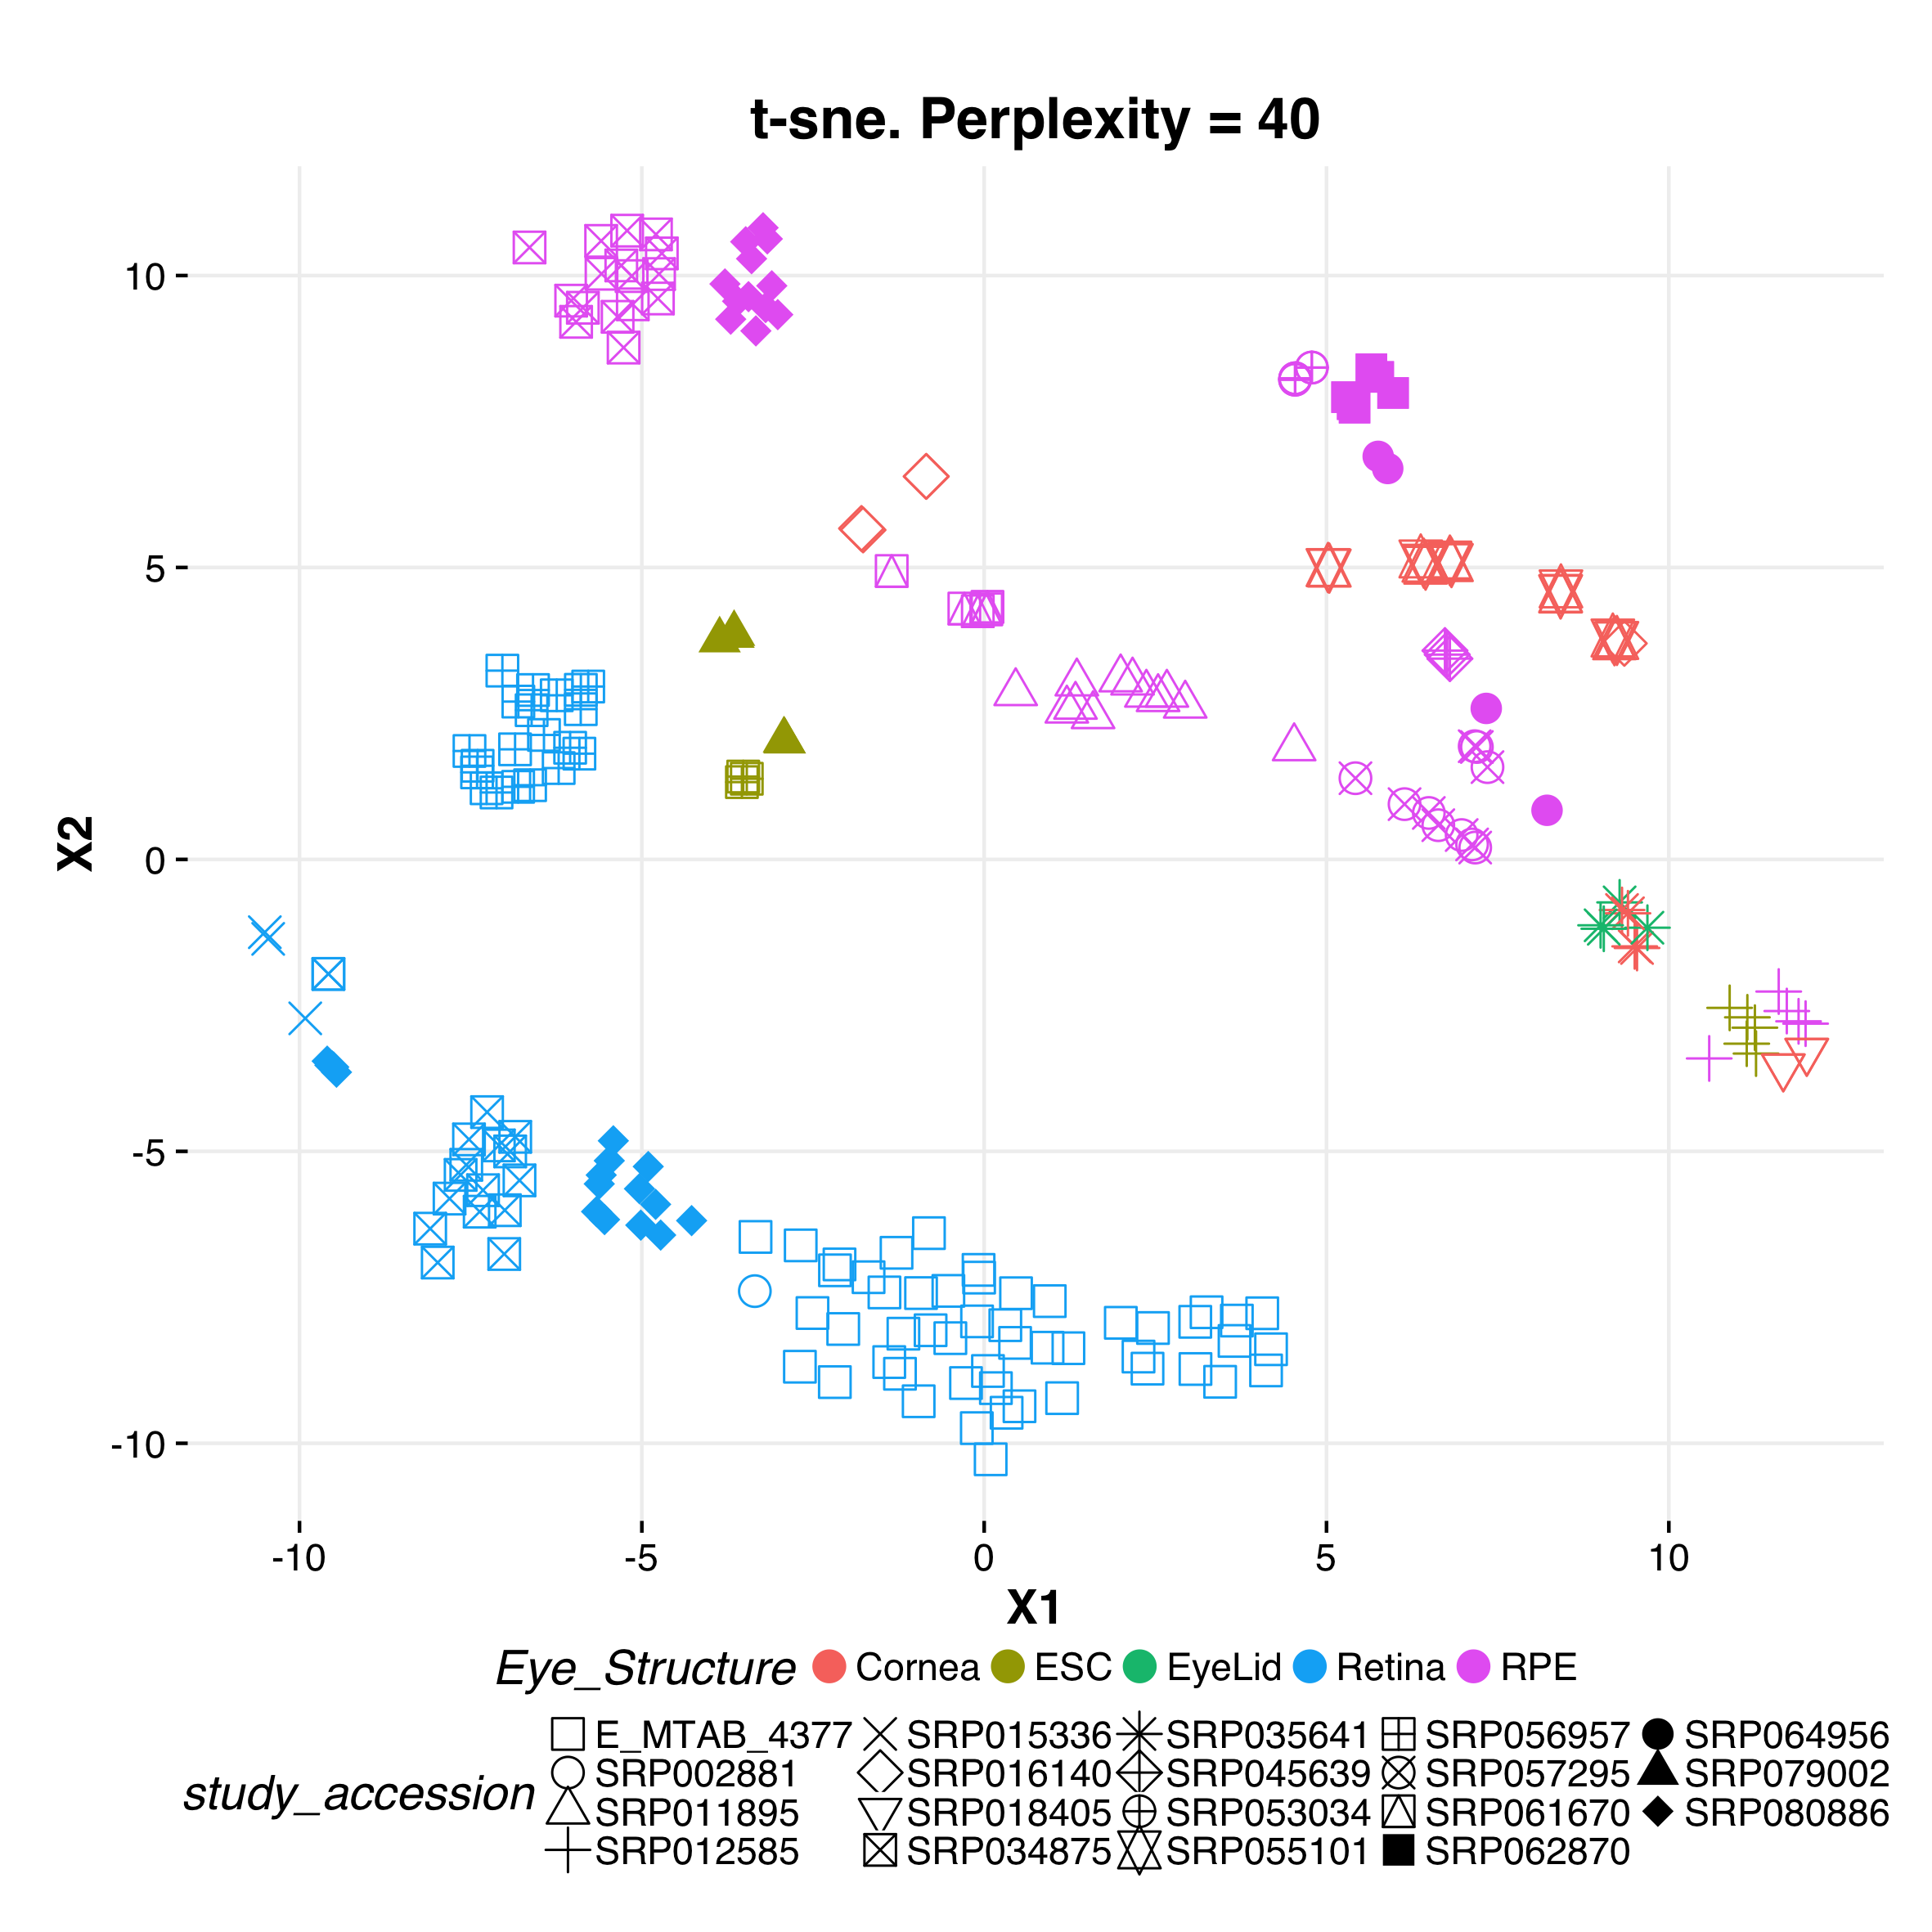 t-sne. Perplexity = 40
10
5
0
-5
-10
X2
-10 -5 0 5 10
X1
Eye_Structure Cornea ESC EyeLid Retina RPE
study_accession
E_MTAB_4377 SRP015336 SRP035641 SRP056957 SRP064956
SRP002881 SRP016140 SRP045639 SRP057295 SRP079002
SRP011895 SRP018405 SRP053034 SRP061670 SRP080886
SRP012585 SRP034875 SRP055101 SRP062870